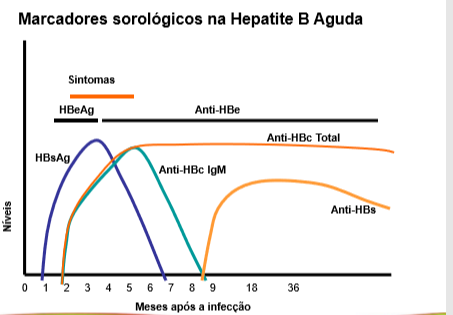 Marcadores sorológicos na Hepatite B Aguda
Sintomas
HBeAg
Anti-HBe
Anti-HBc Total
HBsAg
Anti-HBc IgM
Anti-HBs
Níveis
0 1 2 3 4 5 6 7 8 9 18 36
Meses após a infecção